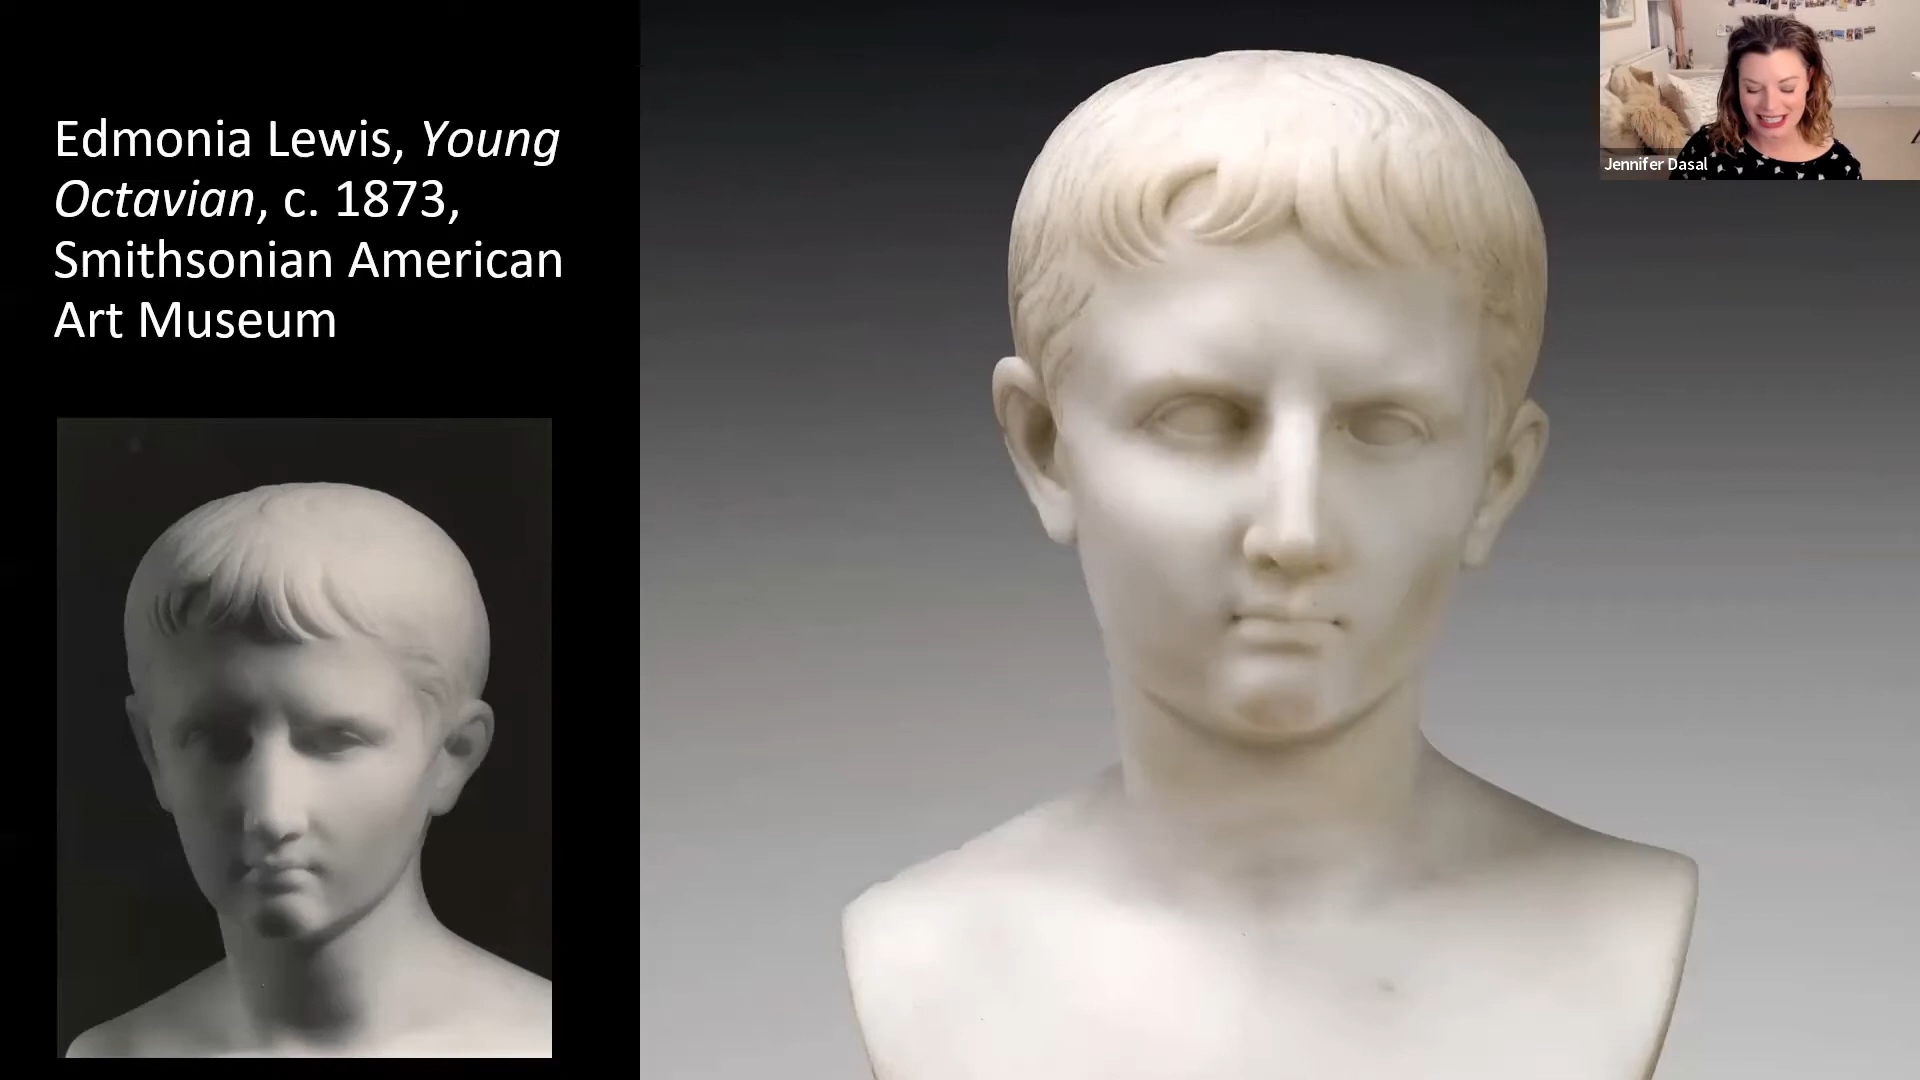 Edmonia Lewis, Young
Octavian, c. 1873,
Smithsonian American
Art Museum
Jennifer Dasal